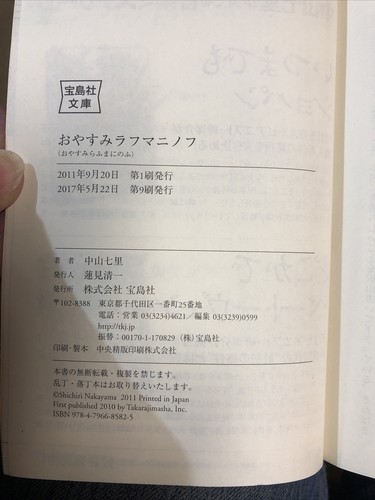 宝島社
文庫
おやすみラフマニノフ
(おやすみらふまにのふ)
2011年9月20日 第1刷発行
2017年5月22日 第9刷発行
著 者 中山七里
発行人 蓮見清一
発行所 株式会社 宝島社
〒102-8388 東京都千代田区一番町25番地
電話:営業 03(3234)4621/編集 03(3239)0599
http://tkj.jp
振替:00170-1-170829 (株)宝島社
印刷・製本 中央精版印刷株式会社
本書の無断転載・複写を禁じます。
乱丁・落丁本はお取り替えいたします。
©Shichiri Nakayama 2011 Printed in Japan
First published 2010 by Takarajimasha, Inc.
ISBN 978-4-7966-8582-5